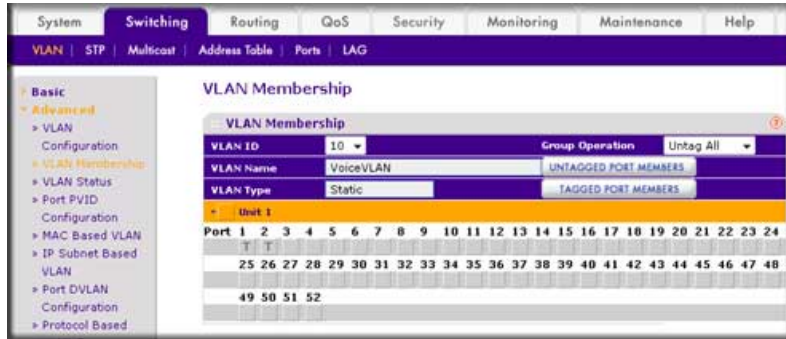 System Switching Routing QoS Security Monitoring Maintenance Help
VLAN | STP | Multicast | Address Table | Ports | LAG
Basic
Advanced
» VLAN
Configuration
» VLAN Membership
» VLAN Status
» Port PVID
Configuration
» MAC Based VLAN
» IP Subnet Based
VLAN
» Port DVLAN
Configuration
» Protocol Based
VLAN Membership
VLAN Membership ?
VLAN ID 10 Group Operation Untag All
VLAN Name VoiceVLAN UNTAGGED PORT MEMBERS
VLAN Type Static TAGGED PORT MEMBERS
Unit 1
Port 1 2 3 4 5 6 7 8 9 10 11 12 13 14 15 16 17 18 19 20 21 22 23 24
T T
25 26 27 28 29 30 31 32 33 34 35 36 37 38 39 40 41 42 43 44 45 46 47 48
49 50 51 52